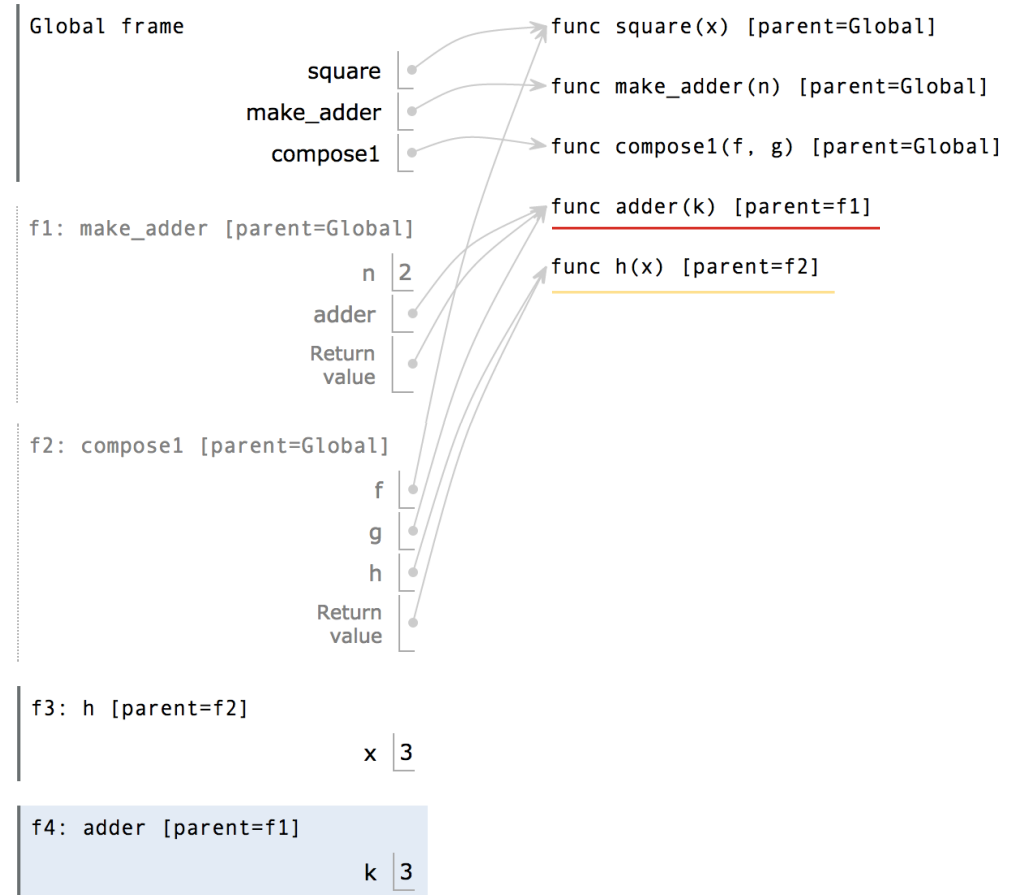 Global frame
square
make_adder
compose1
func square(x) [parent=Global]
func make_adder(n) [parent=Global]
func compose1(f, g) [parent=Global]
func adder(k) [parent=f1]
func h(x) [parent=f2]
f1: make_adder [parent=Global]
n 2
adder
Return
value
f2: compose1 [parent=Global]
f
g
h
Return
value
f3: h [parent=f2]
x 3
f4: adder [parent=f1]
k 3